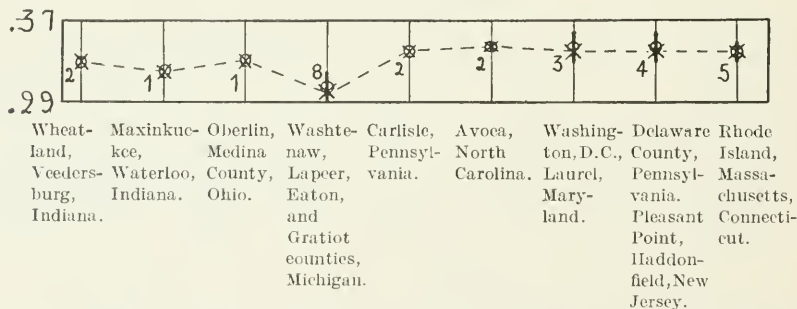 .37
2
1
1
8
2
2
3
4
5
.29
Wheat-
land,
Veeders-
burg,
Indiana.
Maxinkuc-
kee,
Waterloo,
Indiana.
Oberlin,
Medina
County,
Ohio.
Washte-
naw,
Lapeer,
Eaton,
and
Gratiot
counties,
Michigan.
Carlisle,
Pennsyl-
vania.
Avoca,
North
Carolina.
Washing-
ton, D.C.,
Laurel,
Mary-
land.
Delaware
County,
Pennsyl-
vania.
Pleasant
Point,
Haddon-
field, New
Jersey.
Rhode
Island,
Massa-
chusetts,
Connecti-
cut.